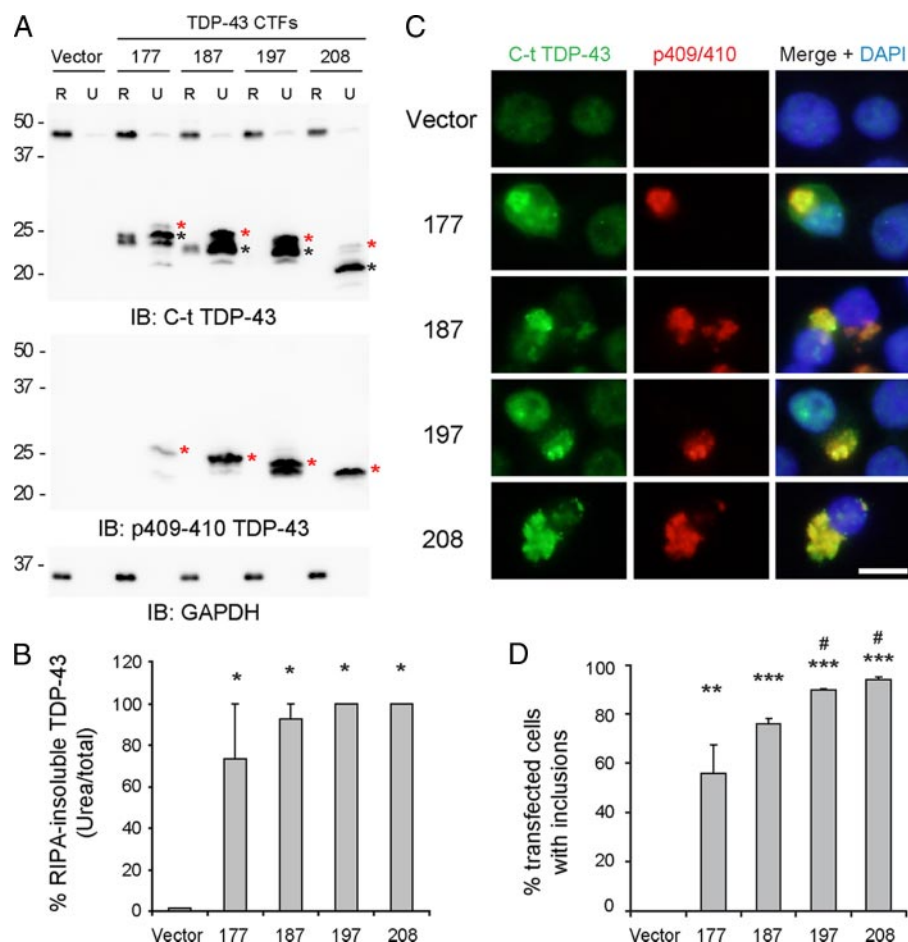 A
TDP-43 CTFs
Vector 177 187 197 208
R U R U R U R U R U
50 -
37 -
25 -
20 -
* * * * * * *
IB: C-t TDP-43
50 -
37 -
25 -
20 -
* * * *
IB: p409-410 TDP-43
37 -
IB: GAPDH
B
% RIPA-insoluble TDP-43
(Urea/total)
120
100
80
60
40
20
0
* * * *
Vector 177 187 197 208
C
C-t TDP-43 p409/410 Merge + DAPI
Vector
177
187
197
208
D
% transfected cells
with inclusions
100
80
60
40
20
0
# #
** *** *** ***
Vector 177 187 197 208